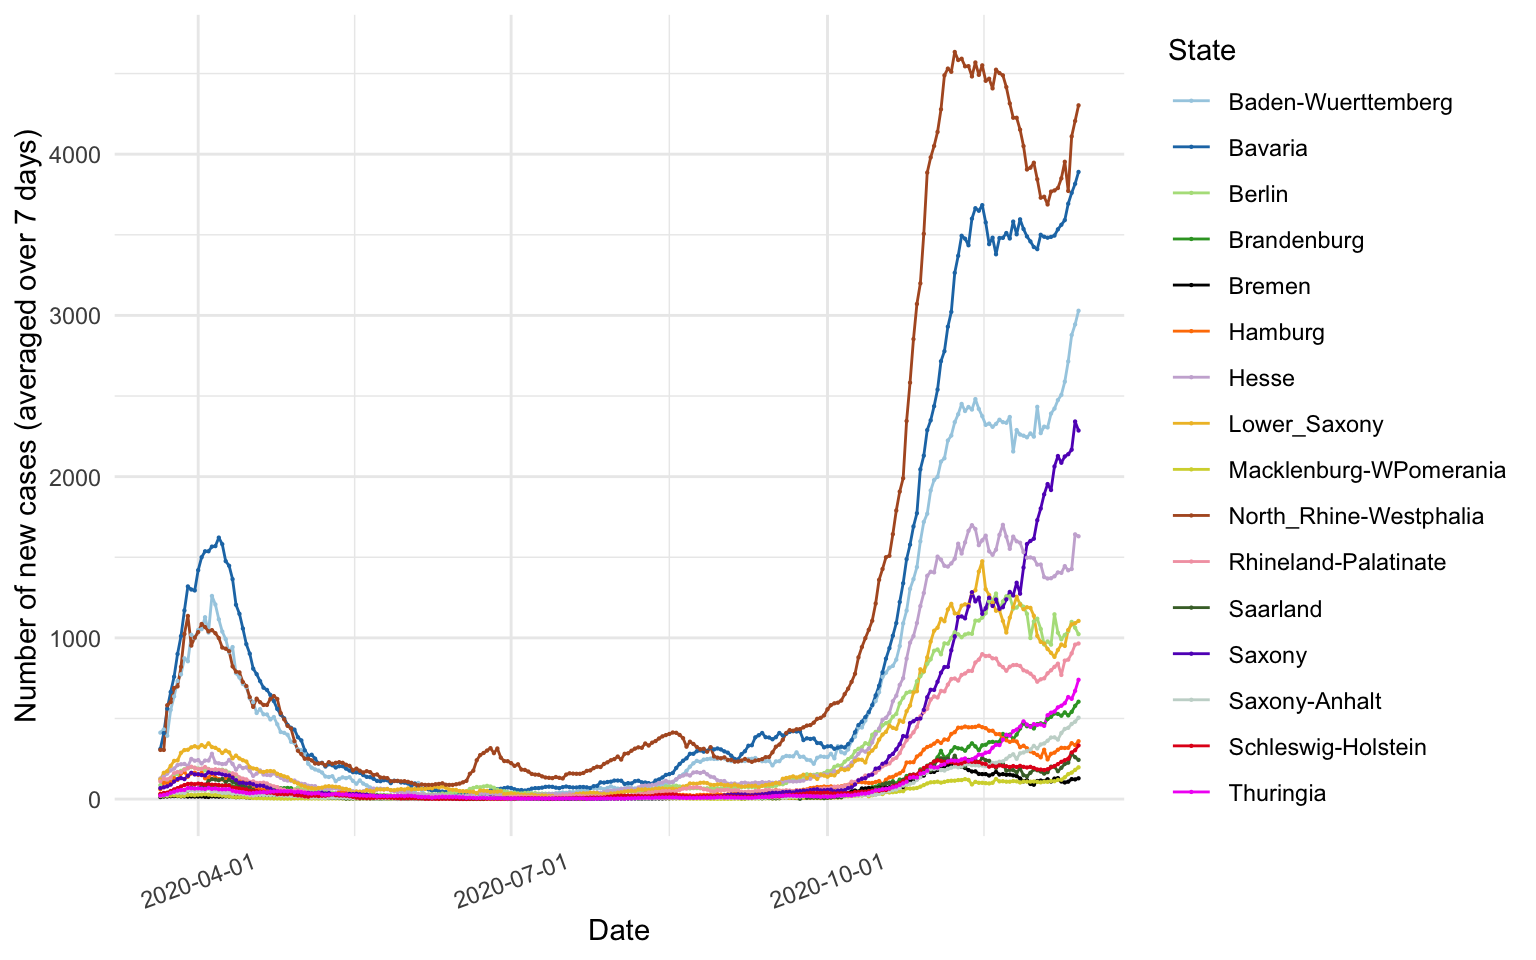 Number of new cases (averaged over 7 days)
4000
3000
2000
1000
0
2020-04-01
2020-07-01
2020-10-01
Date
State
Baden-Wuerttemberg
Bavaria
Berlin
Brandenburg
Bremen
Hamburg
Hesse
Lower_Saxony
Macklenburg-WPomerania
North_Rhine-Westphalia
Rhineland-Palatinate
Saarland
Saxony
Saxony-Anhalt
Schleswig-Holstein
Thuringia